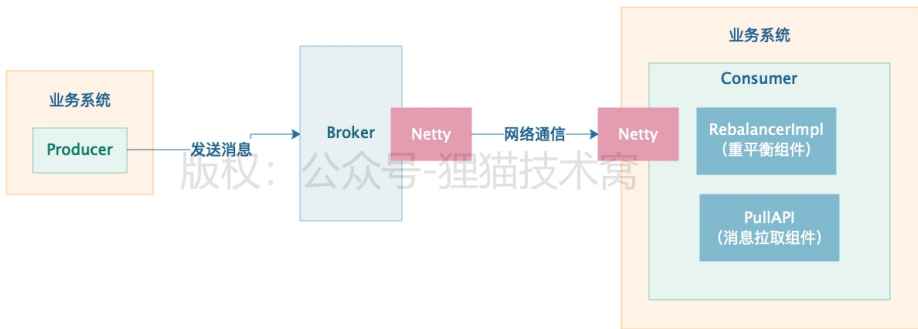 业务系统
Producer
发送消息
Broker
Netty
网络通信
Netty
业务系统
Consumer
RebalancerImpl
（重平衡组件）
PullAPI
（消息拉取组件）
版权：公众号-狸猫技术窝